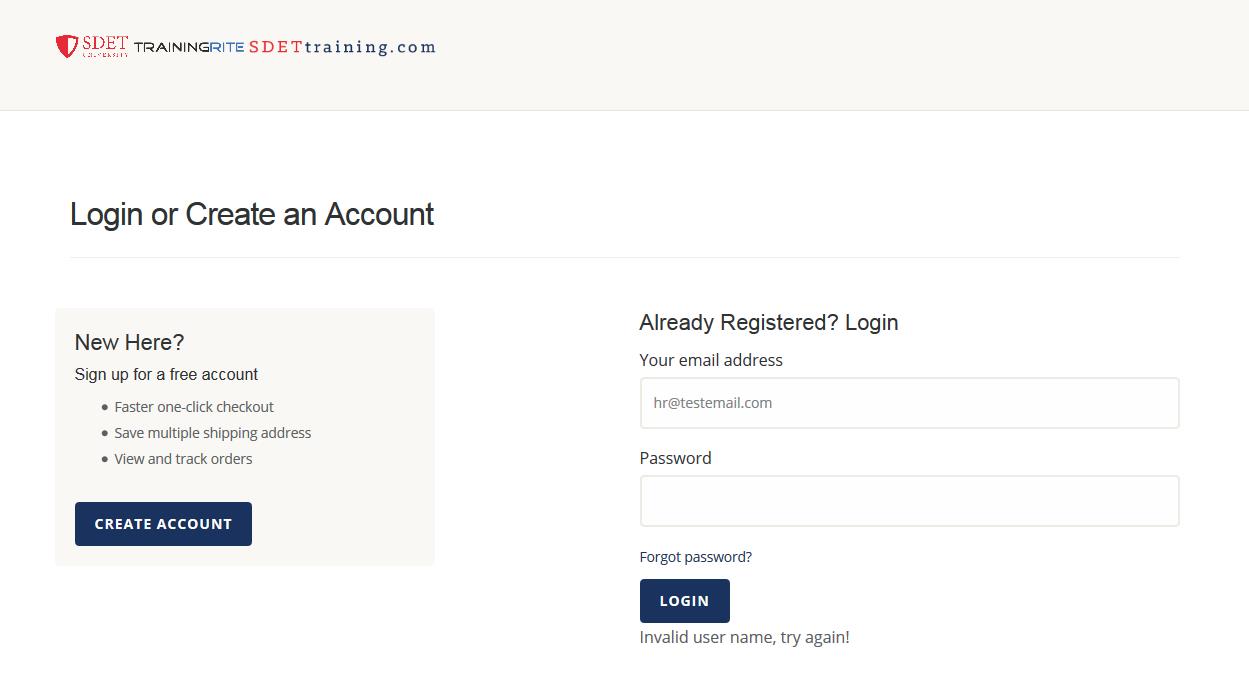 SDET TRAININGRITE SDETtraining.com
UNIVERSITY
Login or Create an Account
New Here?
Sign up for a free account
• Faster one-click checkout
• Save multiple shipping address
• View and track orders
CREATE ACCOUNT
Already Registered? Login
Your email address
hr@testemail.com
Password
Forgot password?
LOGIN
Invalid user name, try again!